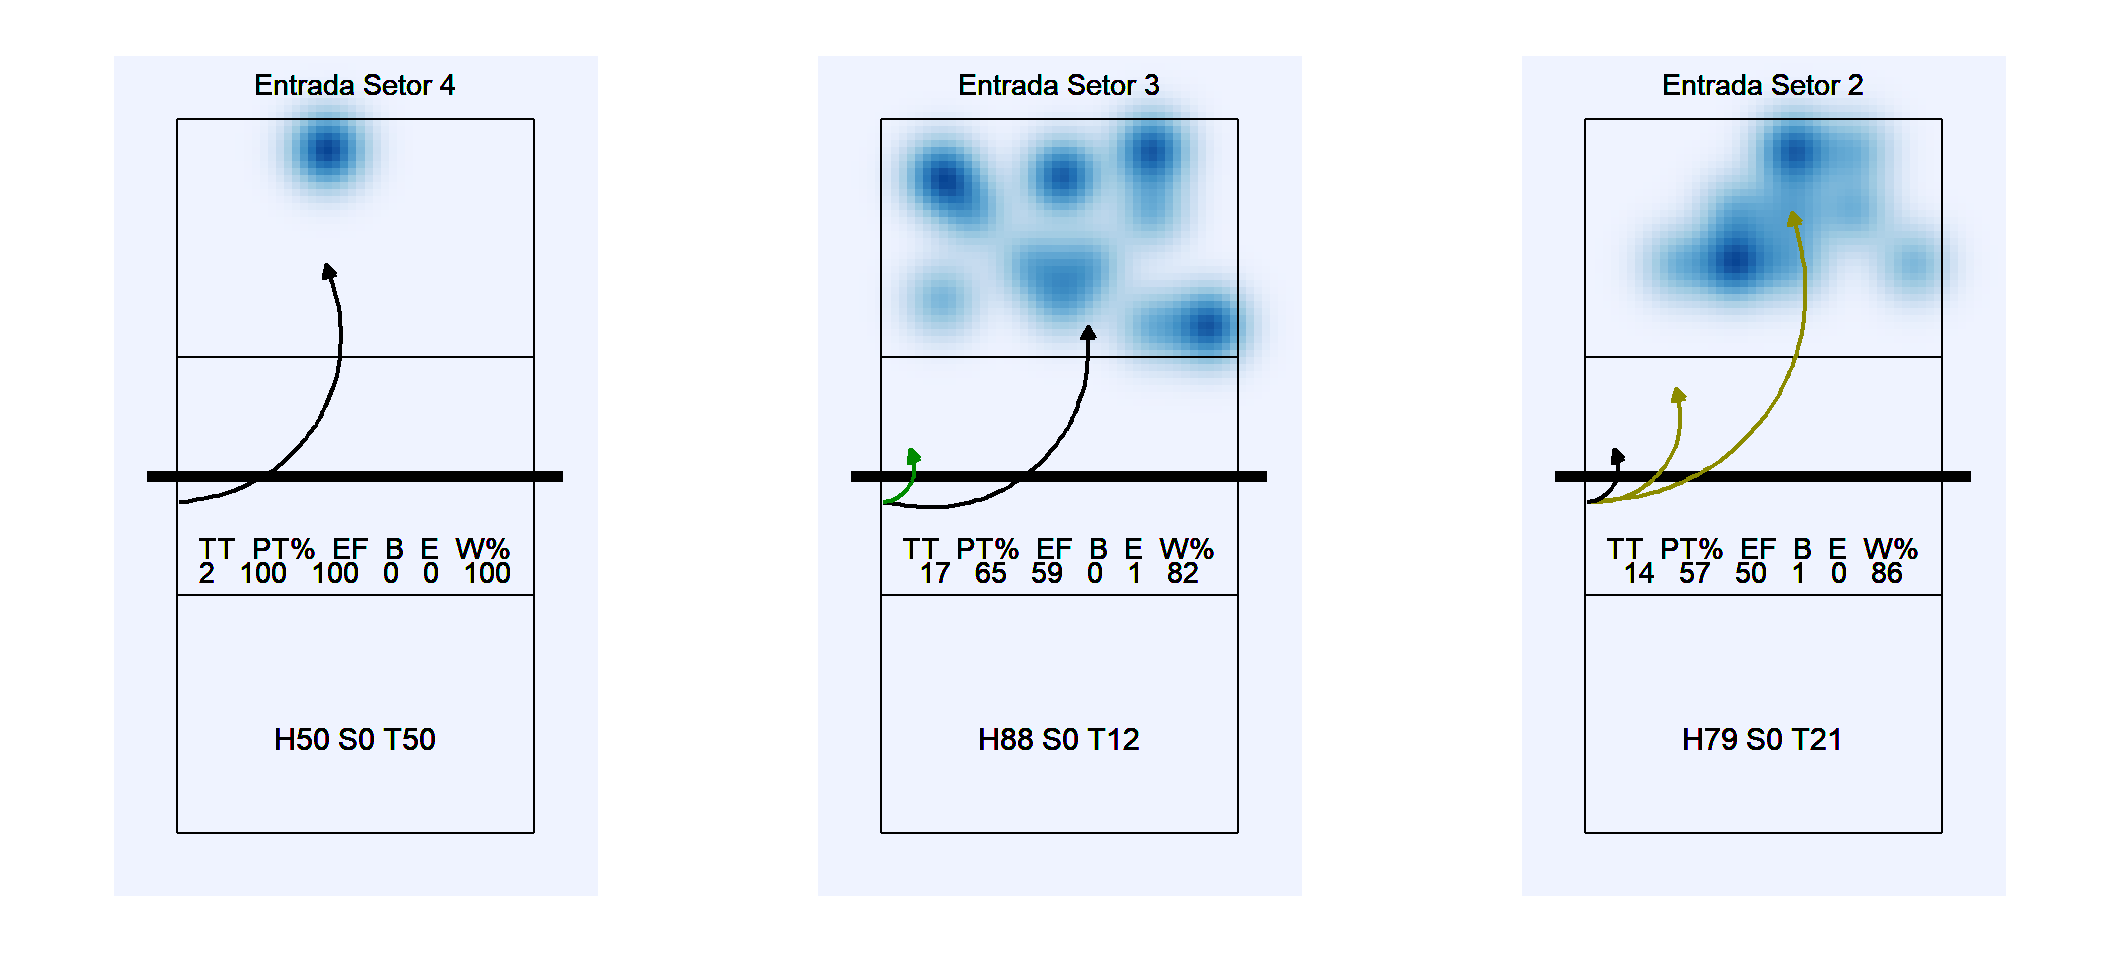 Entrada Setor 4
TT PT% EF B E W%
2 100 100 0 0 100
H50 S0 T50
Entrada Setor 3
TT PT% EF B E W%
17 65 59 0 1 82
H88 S0 T12
Entrada Setor 2
TT PT% EF B E W%
14 57 50 1 0 86
H79 S0 T21